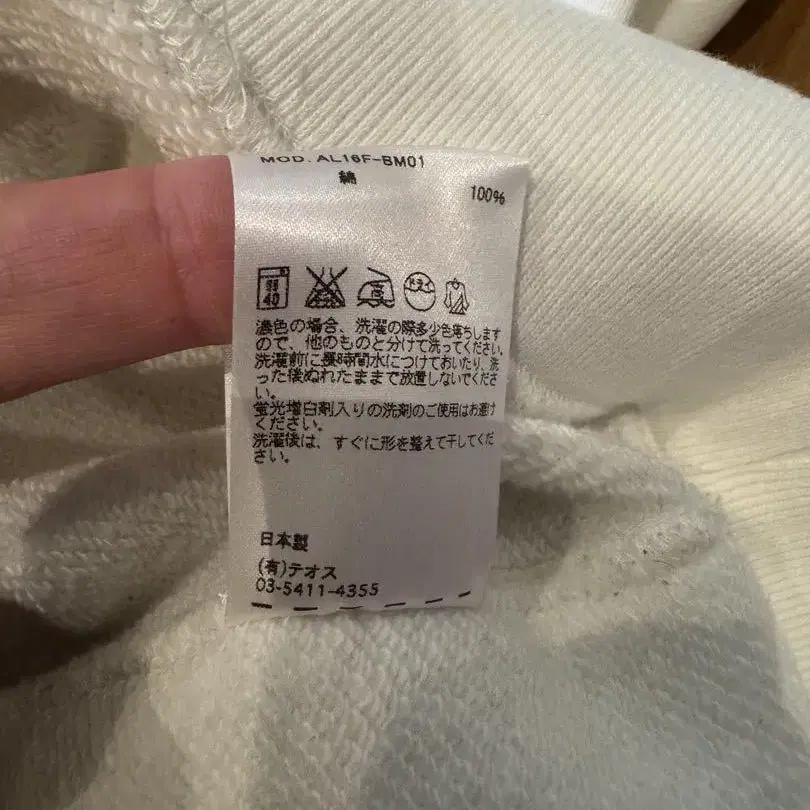 MOD. AL16F-BM01
綿
100%
弱
40
中
ドライ
濃色の場合、洗濯の際多少色落ちします
ので、他のものと分けて洗ってください。
洗濯前に長時間水につけておいたり、洗
った後ぬれたままで放置しないでくださ
い。
蛍光増白剤入りの洗剤のご使用はお避け
ください。
洗濯後は、すぐに形を整えて干してくだ
さい。
日本製
(有)テオス
03-5411-4355